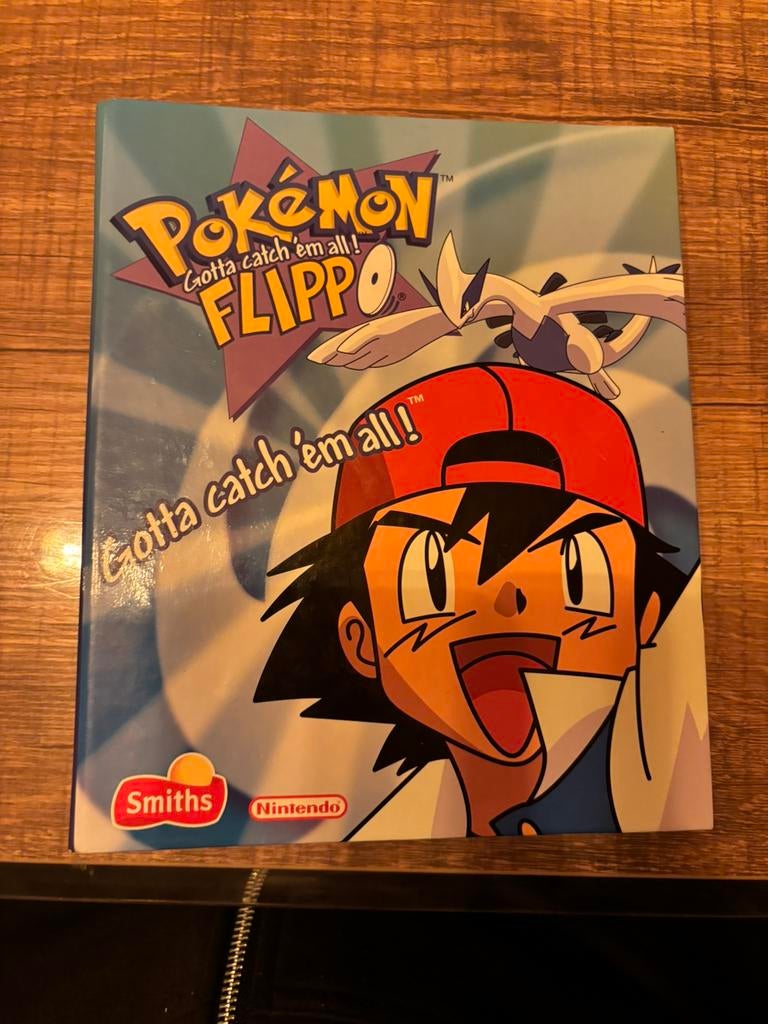 POKéMON™
Gotta catch 'em all!
FLIPPO®
Gotta catch 'em all!™
Smiths
Nintendo®